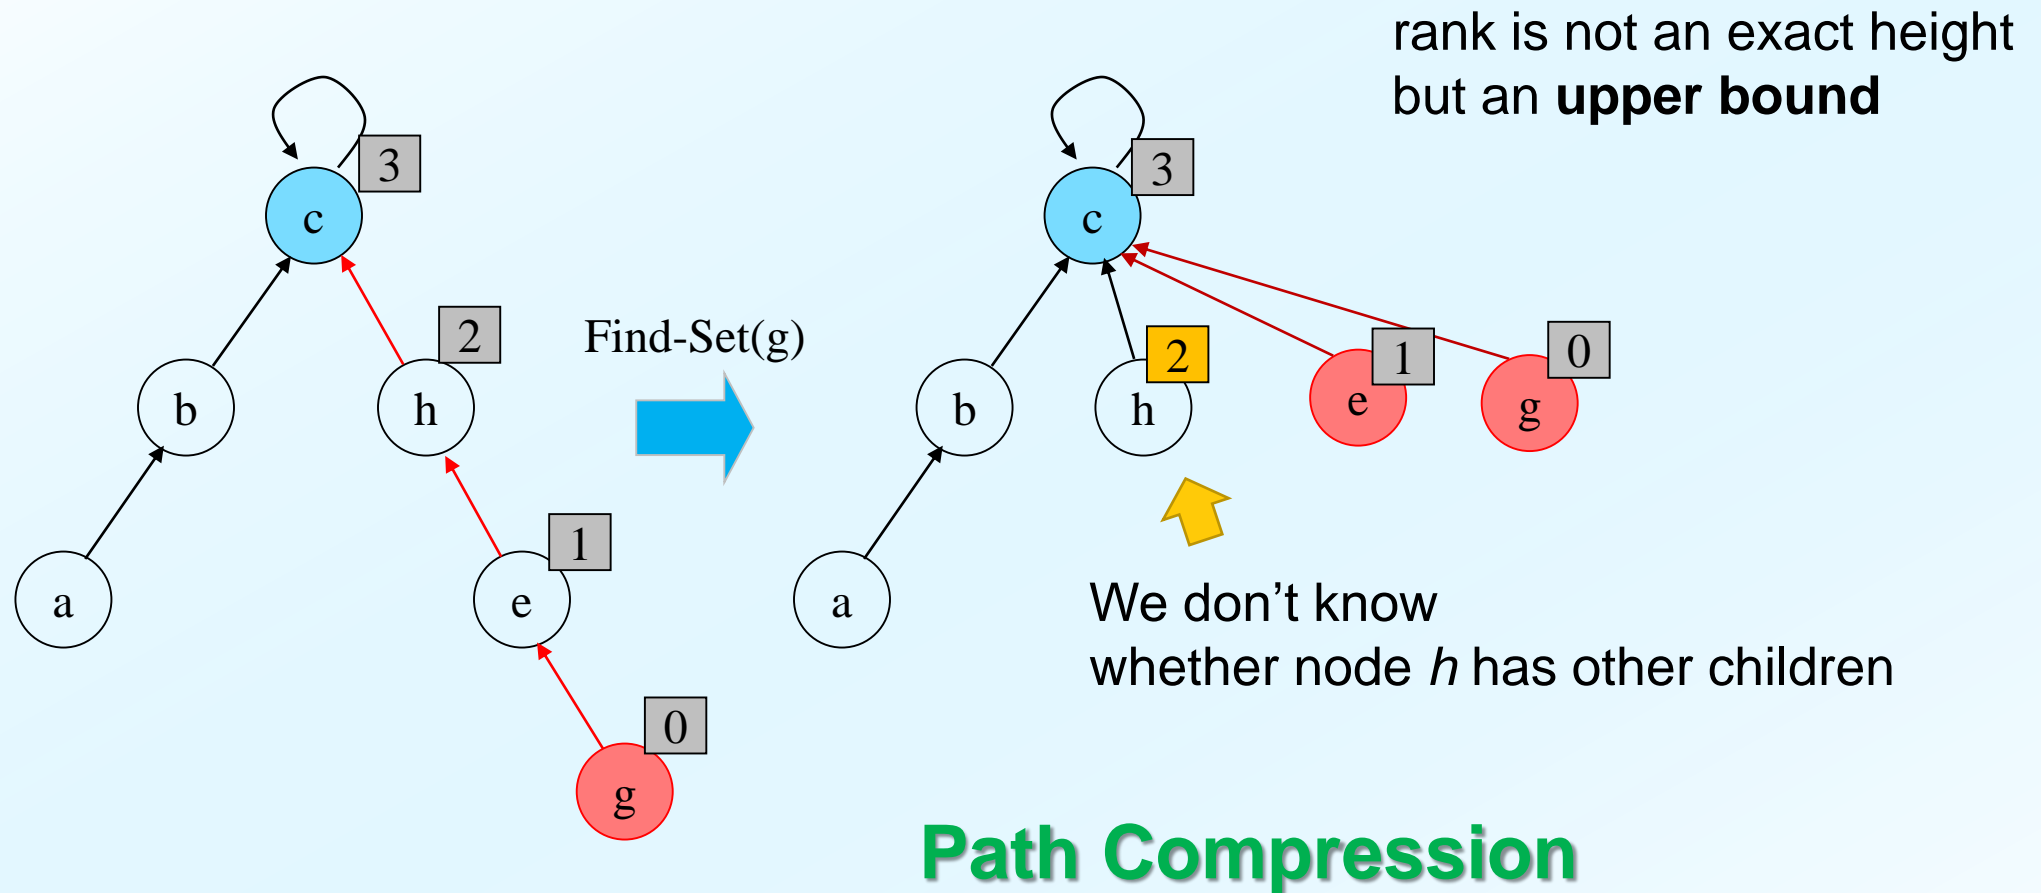 rank is not an exact height
but an upper bound
3
c
2
b
h
1
a
e
0
g
Find-Set(g)
3
c
2
b
h
1
e
0
g
a
We don’t know
whether node h has other children
Path Compression